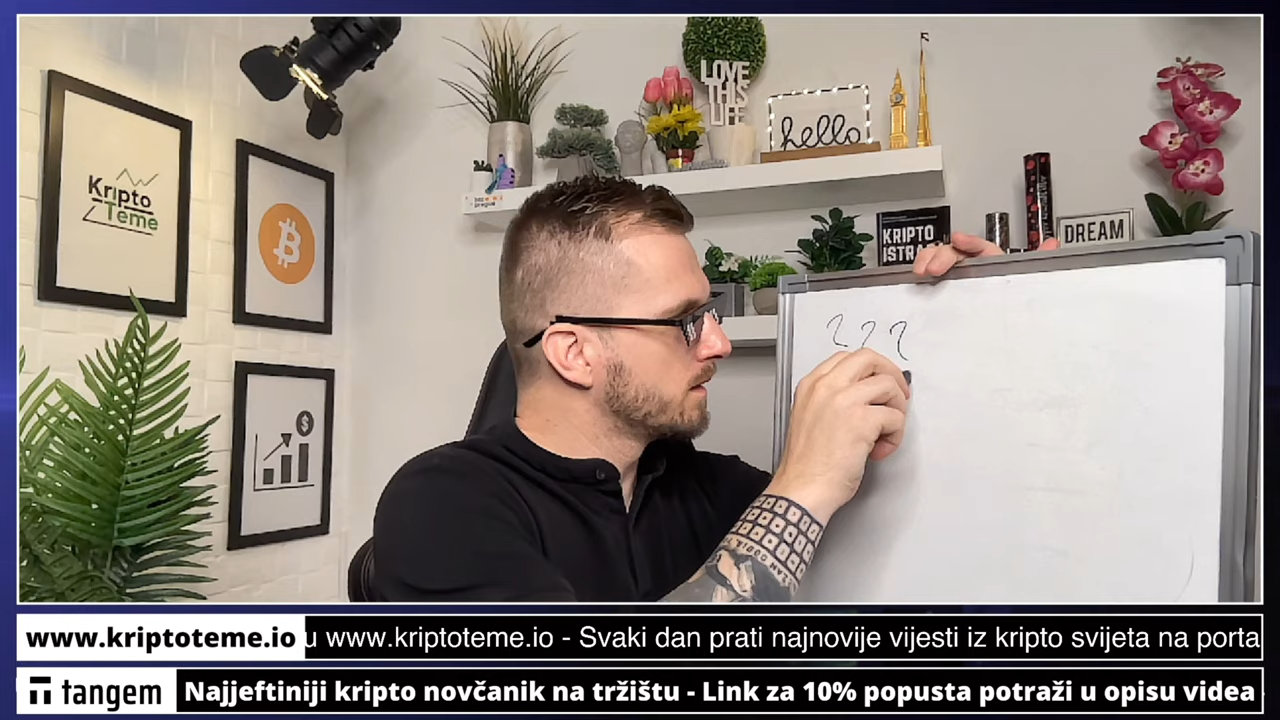 Kripto
Teme
$
LOVE
THIS
LIFE
hello
KRIPTO
ISTRA
DREAM
???
www.kriptoteme.io
u www.kriptoteme.io - Svaki dan prati najnovije vijesti iz kripto svijeta na porta
tangem
Najjeftiniji kripto novčanik na tržištu - Link za 10% popusta potraži u opisu videa